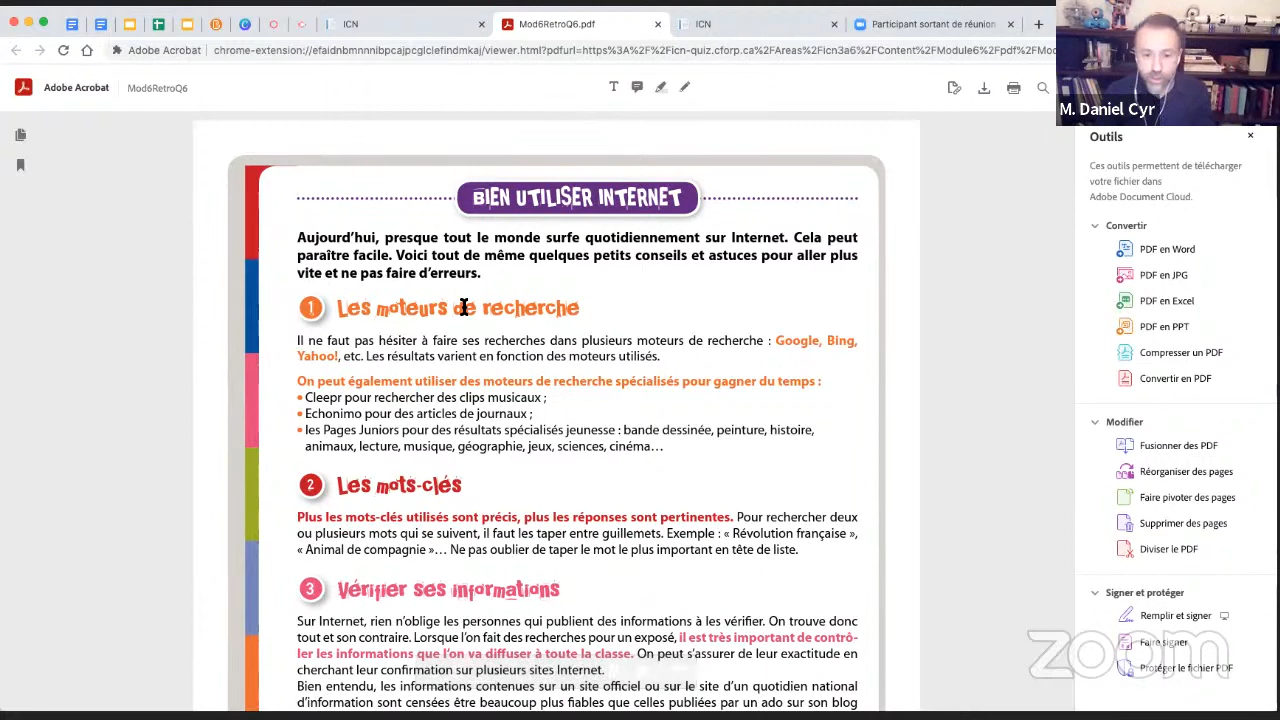 ICN
Mod6RetroQ6.pdf
ICN
Participant sortant de réunion
Adobe Acrobat
chrome-extension://efaidnbmnnnibpcajpcglclefindmkaj/viewer.html?pdfurl=https%3A%2F%2Ficn-quiz.cforp.ca%2FAreas%2Ficn3a6%2FContent%2FModule6%2Fpdf%2FMod
Adobe Acrobat
Mod6RetroQ6
M. Daniel Cyr
BIEN UTILISER INTERNET
Aujourd'hui, presque tout le monde surfe quotidiennement sur Internet. Cela peut
paraître facile. Voici tout de même quelques petits conseils et astuces pour aller plus
vite et ne pas faire d'erreurs.
1 Les moteurs de recherche
Il ne faut pas hésiter à faire ses recherches dans plusieurs moteurs de recherche : Google, Bing,
Yahoo!, etc. Les résultats varient en fonction des moteurs utilisés.
On peut également utiliser des moteurs de recherche spécialisés pour gagner du temps :
• Cleepr pour rechercher des clips musicaux ;
• Echonimo pour des articles de journaux ;
• les Pages Juniors pour des résultats spécialisés jeunesse : bande dessinée, peinture, histoire,
animaux, lecture, musique, géographie, jeux, sciences, cinéma…
2 Les mots-clés
Plus les mots-clés utilisés sont précis, plus les réponses sont pertinentes. Pour rechercher deux
ou plusieurs mots qui se suivent, il faut les taper entre guillemets. Exemple : « Révolution française »,
« Animal de compagnie »… Ne pas oublier de taper le mot le plus important en tête de liste.
3 Vérifier ses informations
Sur Internet, rien n'oblige les personnes qui publient des informations à les vérifier. On trouve donc
tout et son contraire. Lorsque l'on fait des recherches pour un exposé, il est très important de contrô-
ler les informations que l'on va diffuser à toute la classe. On peut s'assurer de leur exactitude en
cherchant leur confirmation sur plusieurs sites Internet.
Bien entendu, les informations contenues sur un site officiel ou sur le site d'un quotidien national
d'information sont censées être beaucoup plus fiables que celles publiées par un ado sur son blog
Outils
Ces outils permettent de télécharger
votre fichier dans
Adobe Document Cloud.
Convertir
PDF en Word
PDF en JPG
PDF en Excel
PDF en PPT
Compresser un PDF
Convertir en PDF
Modifier
Fusionner des PDF
Réorganiser des pages
Faire pivoter des pages
Supprimer des pages
Diviser le PDF
Signer et protéger
Remplir et signer
Faire signer
Protéger le fichier PDF
zoom